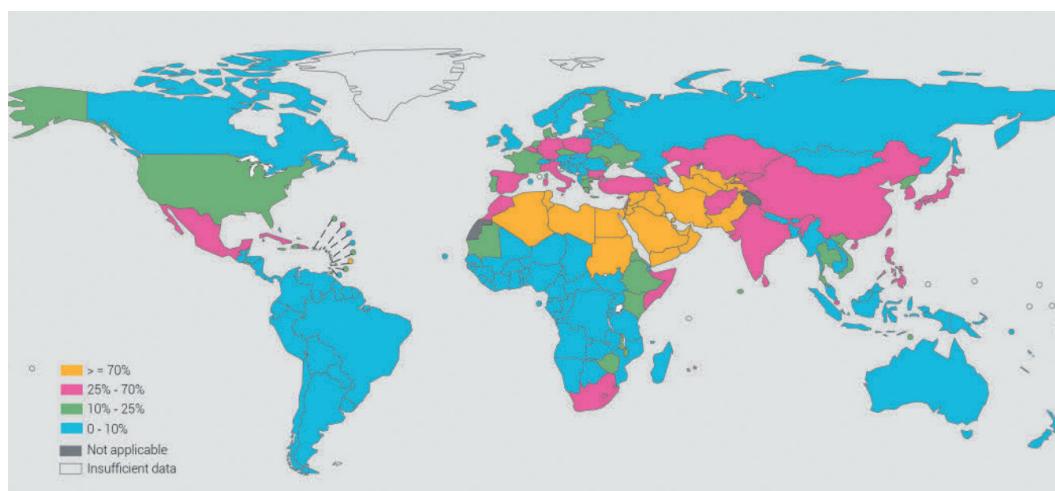 > = 70%
25% - 70%
10% - 25%
0 - 10%
Not applicable
Insufficient data